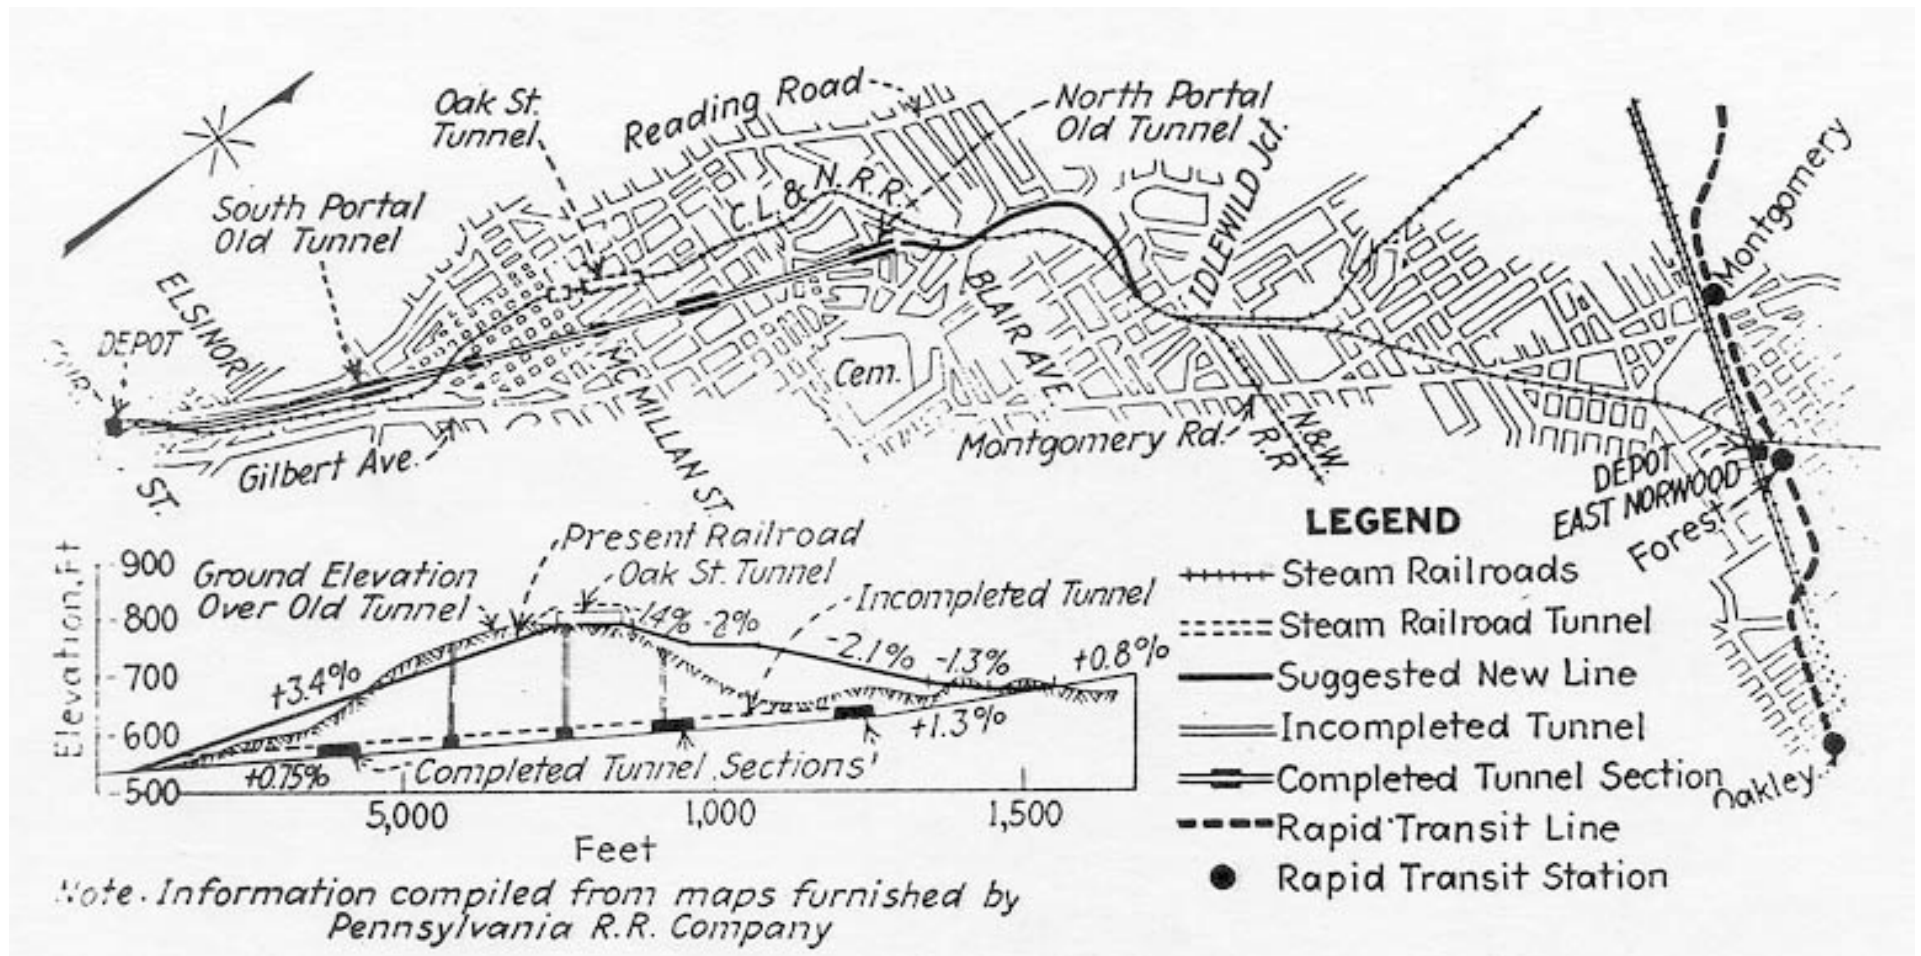 Oak St.
Tunnel
Reading Road
North Portal
Old Tunnel
South Portal
Old Tunnel
C. L. & N. R. R.
IDLEWILD Jct.
Montgomery
ELSINOR
DEPOT
BLAIR AVE
MC MILLAN ST.
Cem.
Gilbert Ave.
ST.
Montgomery Rd.
N.&W.
R.R
DEPOT
EAST NORWOOD
Forest
Oakley
Elevation, Ft
900
800
700
600
500
Ground Elevation
Over Old Tunnel
Present Railroad
Oak St. Tunnel
Incompleted Tunnel
+3.4%
-2%
-2.1%
-1.3%
+0.8%
+1.3%
+0.75%
Completed Tunnel Sections
5,000
1,000
1,500
Feet
LEGEND
Steam Railroads
Steam Railroad Tunnel
Suggested New Line
Incompleted Tunnel
Completed Tunnel Section
Rapid Transit Line
Rapid Transit Station
Note. Information compiled from maps furnished by
Pennsylvania R.R. Company